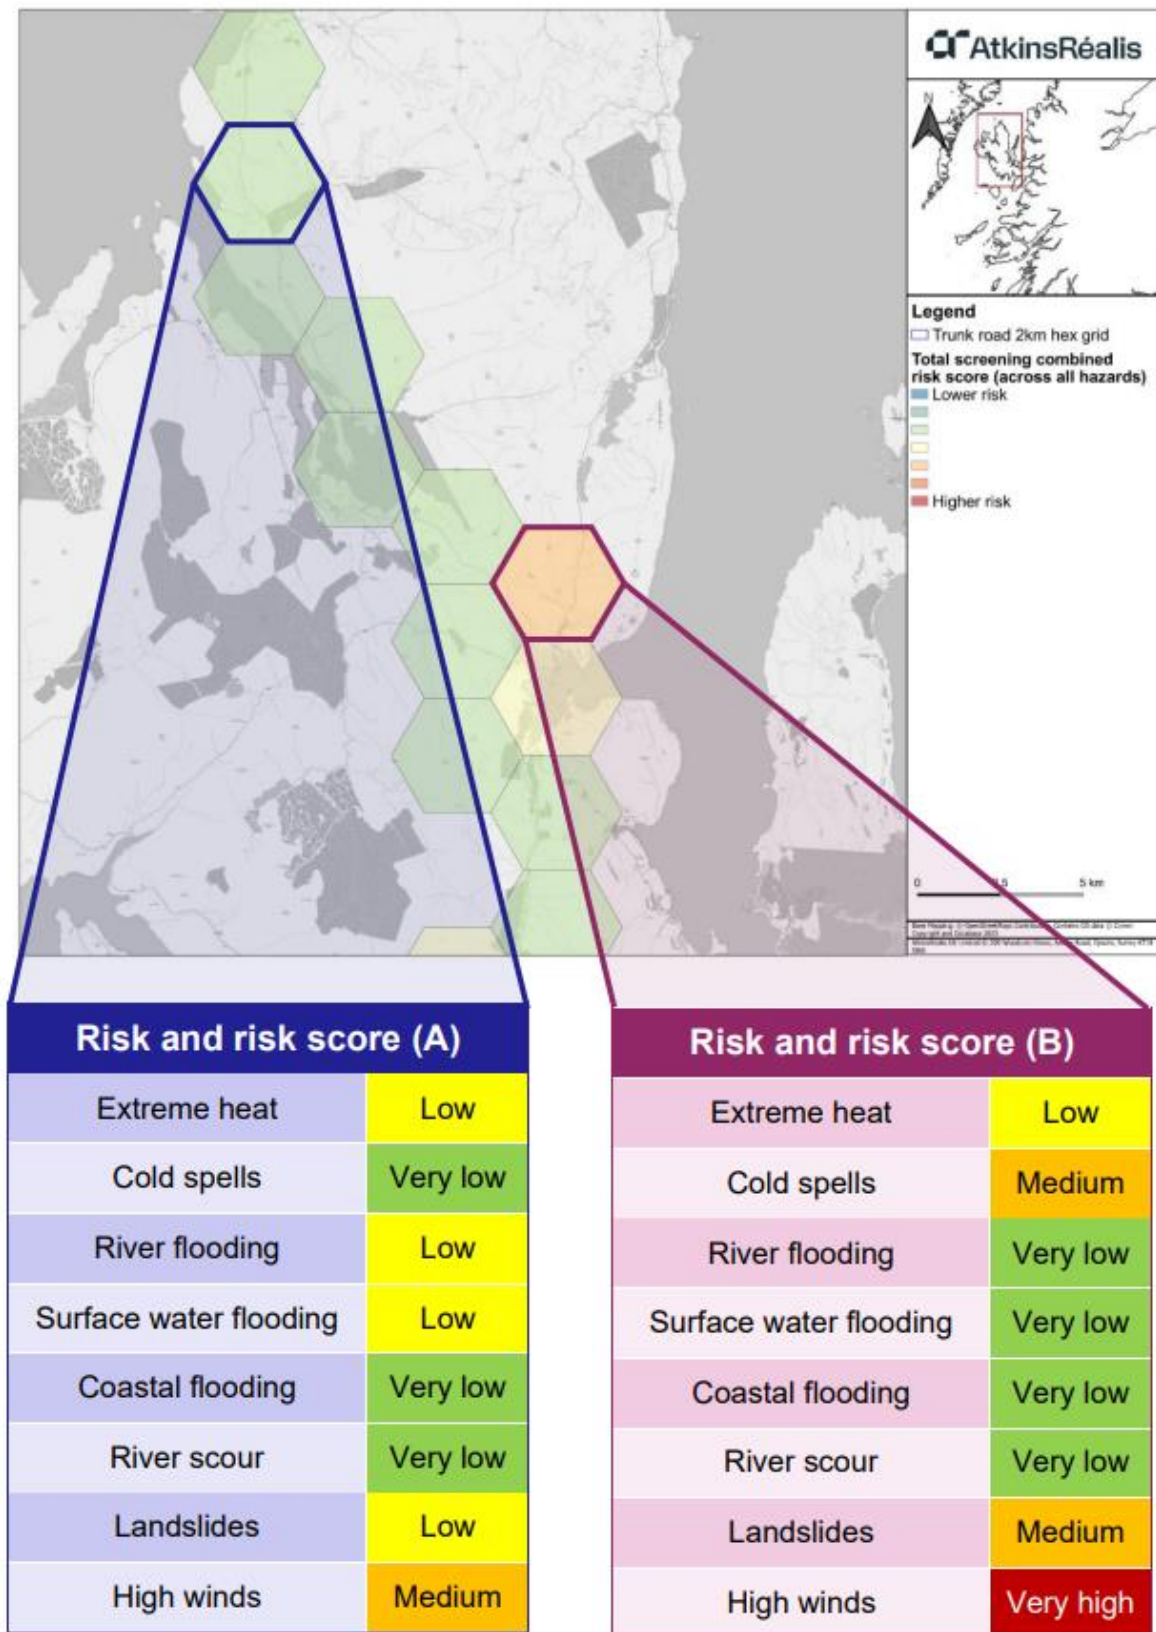 AtkinsRéalis
N
Legend
Trunk road 2km hex grid
Total screening combined
risk score (across all hazards)
Lower risk
Higher risk
0 5 km
Risk and risk score (A)
Extreme heat Low
Cold spells Very low
River flooding Low
Surface water flooding Low
Coastal flooding Very low
River scour Very low
Landslides Low
High winds Medium
Risk and risk score (B)
Extreme heat Low
Cold spells Medium
River flooding Very low
Surface water flooding Very low
Coastal flooding Very low
River scour Very low
Landslides Medium
High winds Very high